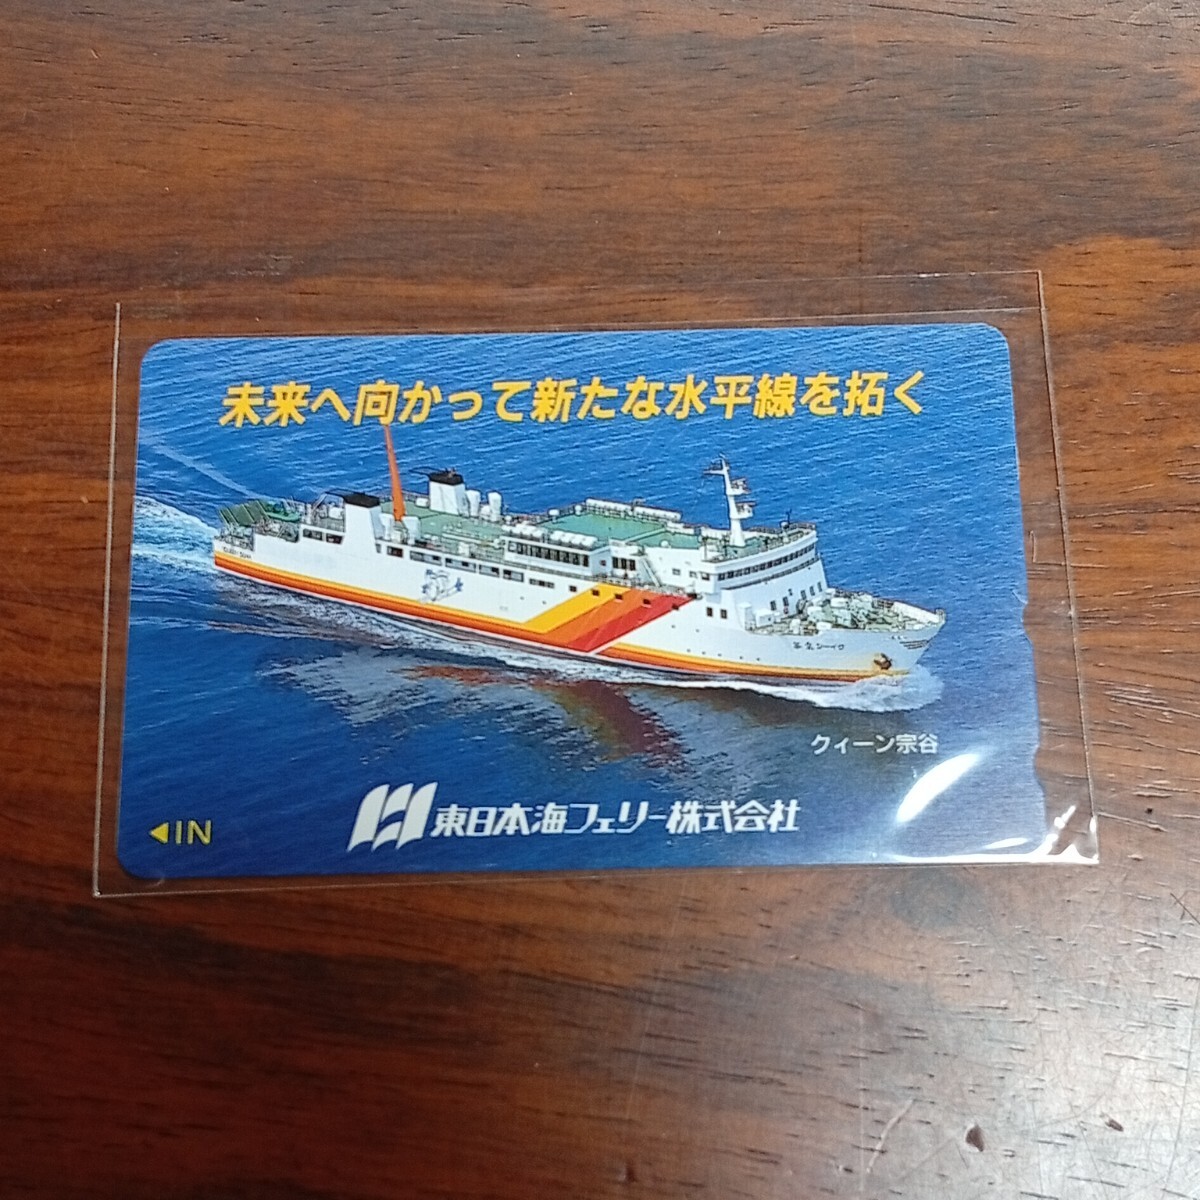 未来へ向かって新たな水平線を拓く
クィーン宗谷
東日本海フェリー株式会社
◀IN